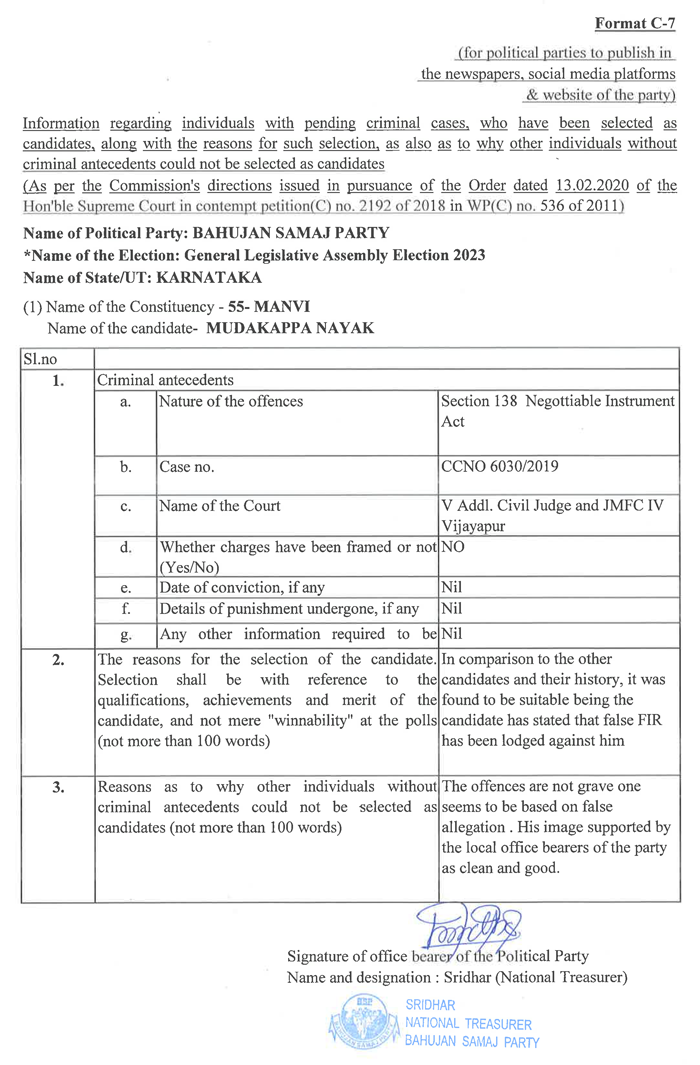 Format C-7
(for political parties to publish in
the newspapers, social media platforms
& website of the party)
Information regarding individuals with pending criminal cases, who have been selected as
candidates, along with the reasons for such selection, as also as to why other individuals without
criminal antecedents could not be selected as candidates
(As per the Commission's directions issued in pursuance of the Order dated 13.02.2020 of the
Hon'ble Supreme Court in contempt petition(C) no. 2192 of 2018 in WP(C) no. 536 of 2011)
Name of Political Party: BAHUJAN SAMAJ PARTY
*Name of the Election: General Legislative Assembly Election 2023
Name of State/UT: KARNATAKA
(1) Name of the Constituency - 55- MANVI
Name of the candidate- MUDAKAPPA NAYAK
Sl.no
1. Criminal antecedents
a. Nature of the offences Section 138 Negottiable Instrument
Act
b. Case no. CCNO 6030/2019
c. Name of the Court V Addl. Civil Judge and JMFC IV
Vijayapur
d. Whether charges have been framed or not NO
(Yes/No)
e. Date of conviction, if any Nil
f. Details of punishment undergone, if any Nil
g. Any other information required to be Nil
2. The reasons for the selection of the candidate. In comparison to the other
Selection shall be with reference to the candidates and their history, it was
qualifications, achievements and merit of the found to be suitable being the
candidate, and not mere "winnability" at the polls candidate has stated that false FIR
(not more than 100 words) has been lodged against him
3. Reasons as to why other individuals without The offences are not grave one
criminal antecedents could not be selected as seems to be based on false
candidates (not more than 100 words) allegation . His image supported by
the local office bearers of the party
as clean and good.
Signature of office bearer of the Political Party
Name and designation : Sridhar (National Treasurer)
BSP
BAHUJAN SAMAJ PARTY
SRIDHAR
NATIONAL TREASURER
BAHUJAN SAMAJ PARTY